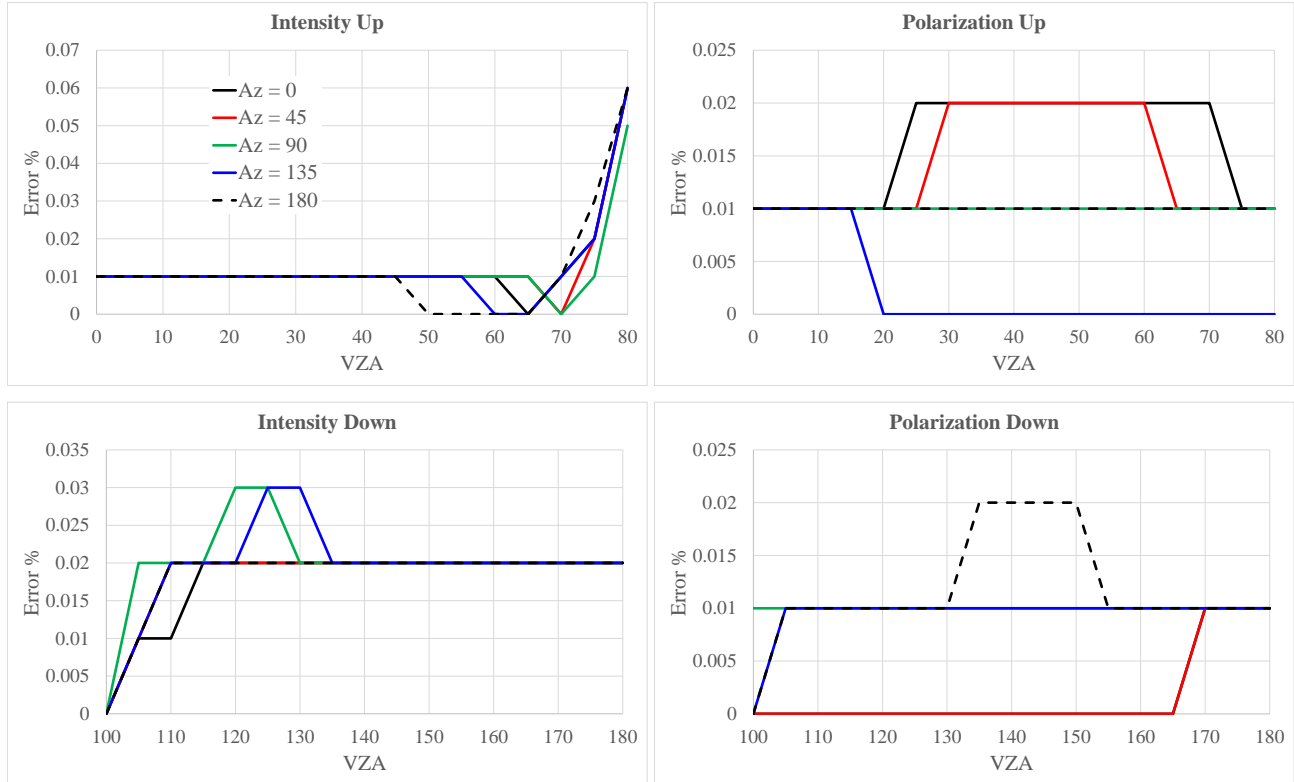 Intensity Up
0.07
0.06
0.05
0.04
0.03
0.02
0.01
0
Error %
Az = 0
Az = 45
Az = 90
Az = 135
Az = 180
0 10 20 30 40 50 60 70 80
VZA
Polarization Up
0.025
0.02
0.015
0.01
0.005
0
Error %
0 10 20 30 40 50 60 70 80
VZA
Intensity Down
0.035
0.03
0.025
0.02
0.015
0.01
0.005
0
Error %
100 110 120 130 140 150 160 170 180
VZA
Polarization Down
0.025
0.02
0.015
0.01
0.005
0
Error %
100 110 120 130 140 150 160 170 180
VZA